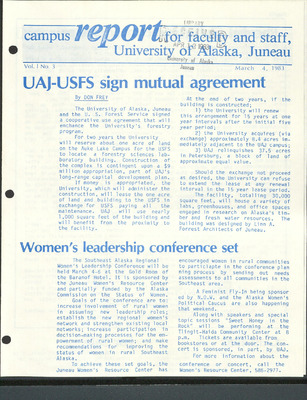 campus report for faculty and staff,
University of Alaska, Juneau
Vol. I No. 3
March 4, 1983
UAJ-USFS sign mutual agreement
By DON FREY
The University of Alaska, Juneau
and the U. S. Forest Service signed
a cooperative use agreement that will
enhance the University's forestry
program.
For two years the University
will reserve about one acre of land
on the Auke Lake Campus for the USFS
to locate a Forestry Sciences La-
boratory Building. Construction of
the complex is contingent upon a $6
million appropriation, part of UAJ's
long-range capital development plan.
If money is appropriated, the
University, which will administer the
construction, will lease the one acre
of land and building to the USFS in
exchange for USFS paying all the
maintenance. UAJ will use nearly
7,000 square feet of the building and
will benefit from the proximity to
the facility.
At the end of two years, if the
building is constructed;
1) the University will renew
this arrangement for 15 years at one
year intervals after the initial five
year period;
2) the University acquires (via
exchange) approximately 8.8 acres im-
mediately adjacent to the UAJ campus;
3) UAJ relinquishes 37.5 acres
in Petersburg, a block of land of
approximate equal value.
Should the exchange not proceed
as desired, the University can refuse
to extend the lease at any renewal
interval to the 15 year lease period.
The facility, totalling 35,000
square feet, will house a variety of
labs, greenhouses, and office spaces
engaged in research on Alaska's tim-
ber and fresh water resources. The
building was designed by Linn A.
Forrest Architects of Juneau.
Women's leadership conference set
The Southeast Alaska Regional
Women's Leadership Conference will be
held March 4-6 at the Gold Room of
the Baranof Hotel. It is sponsored by
the Juneau Women's Resource Center
and partially funded by the Alaska
Commission on the Status of Women.
Goals of the conference are to:
increase involvement of rural women
in assuming new leadership roles;
establish the new regional women's
network and strengthen existing local
networks; increase participation in
decision-making processes for the em-
powerment of rural women; and make
recommendations for improving the
status of women in rural Southeast
Alaska.
To achieve these set goals, the
Juneau Women's Resource Center has
encouraged women in rural communities
to participate in the conference plan
ning process by sending out needs
assessments to all communities in the
Southeast area.
A Feminist Fly-In being sponsor
ed by N.O.W. and the Alaska Women's
Political Caucus is also happening
that weekend.
Along with speakers and special
topic sessions "Sweet Honey in the
Rock" will be performing at the
Tlingit-Haida Community Center at 8
p.m. Tickets are available from
bookstores or at the door. The con-
cert is sponsored, in part, by UAJ.
For more information about the
conference or concert, call the
Women's Resource Center, 586-2977.